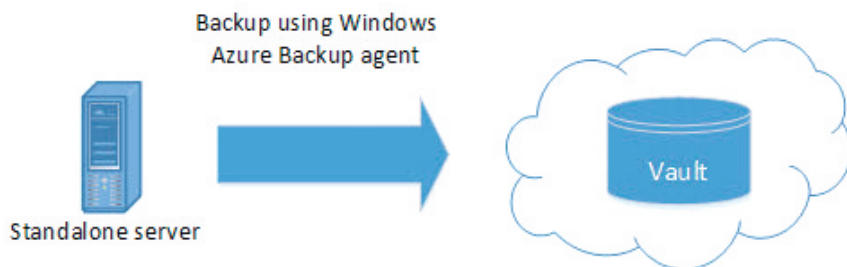 Backup using Windows
Azure Backup agent
Vault
Standalone server